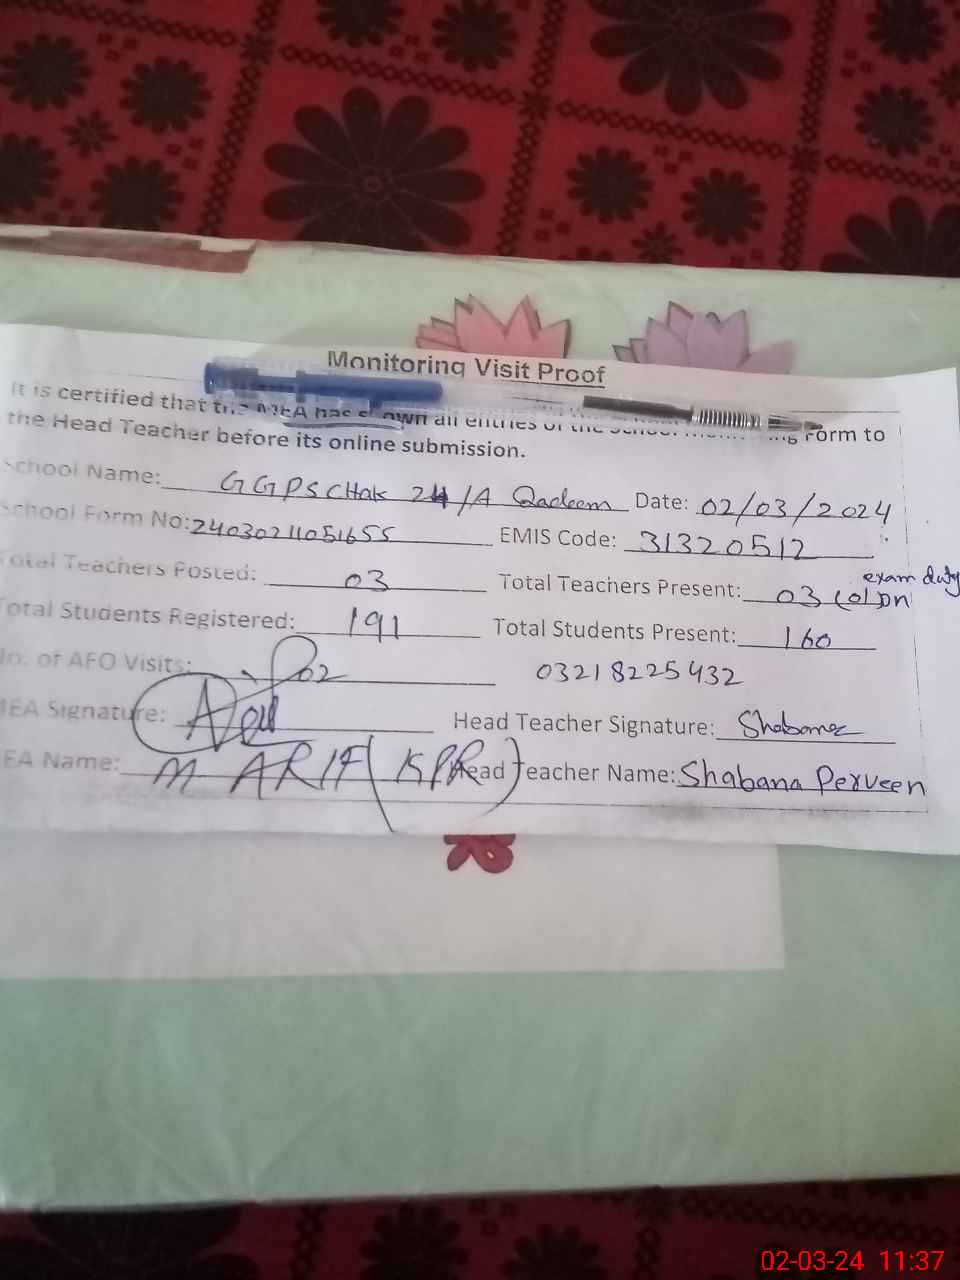 Monitoring Visit Proof
It is certified that the MEA has shown all entries of the School Form to
the Head Teacher before its online submission.
School Name: GGPS CHak 24/A Qadeem Date: 02/03/2024
School Form No: 24030211051655 EMIS Code: 31320512
exam duty
Total Teachers Posted: 03 Total Teachers Present: 03 (01)on
Total Students Registered: 191 Total Students Present: 160
No. of AFO Visits: 02 03218225432
MEA Signature: Head Teacher Signature: Shabana
MEA Name: M ARIF Head Teacher Name: Shabana Perveen
02-03-24 11:37